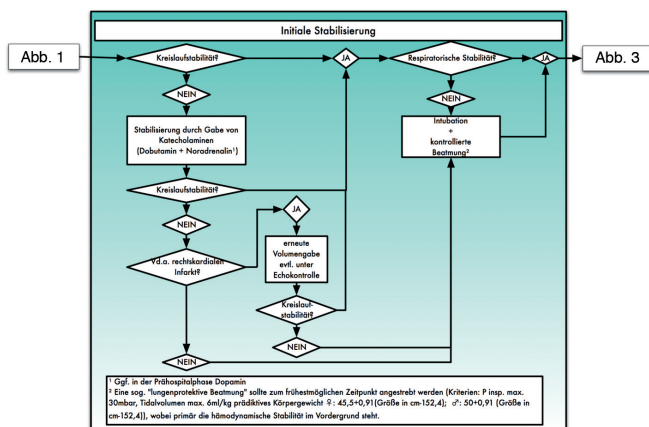 Initiale Stabilisierung
Abb. 1
Kreislaufstabilität?
JA
Respiratorische Stabilität?
JA
Abb. 3
NEIN
NEIN
Stabilisierung durch Gabe von
Katecholaminen
(Dobutamin + Noradrenalin¹)
Intubation
+
kontrollierte
Beatmung²
Kreislaufstabilität?
NEIN
JA
V.d.a. rechtskardialen
Infarkt?
erneute
Volumengabe
evtl. unter
Echokontrolle
Kreislauf-
stabilität?
NEIN
NEIN
¹ Ggf. in der Prähospitalphase Dopamin
² Eine sog. "lungenprotektive Beatmung" sollte zum frühestmöglichen Zeitpunkt angestrebt werden (Kriterien: P insp. max.
30mbar, Tidalvolumen max. 6ml/kg prädiktives Körpergewicht ♀: 45,5+0,91(Größe in cm-152,4); ♂: 50+0,91 (Größe in
cm-152,4)), wobei primär die hämodynamische Stabilität im Vordergrund steht.